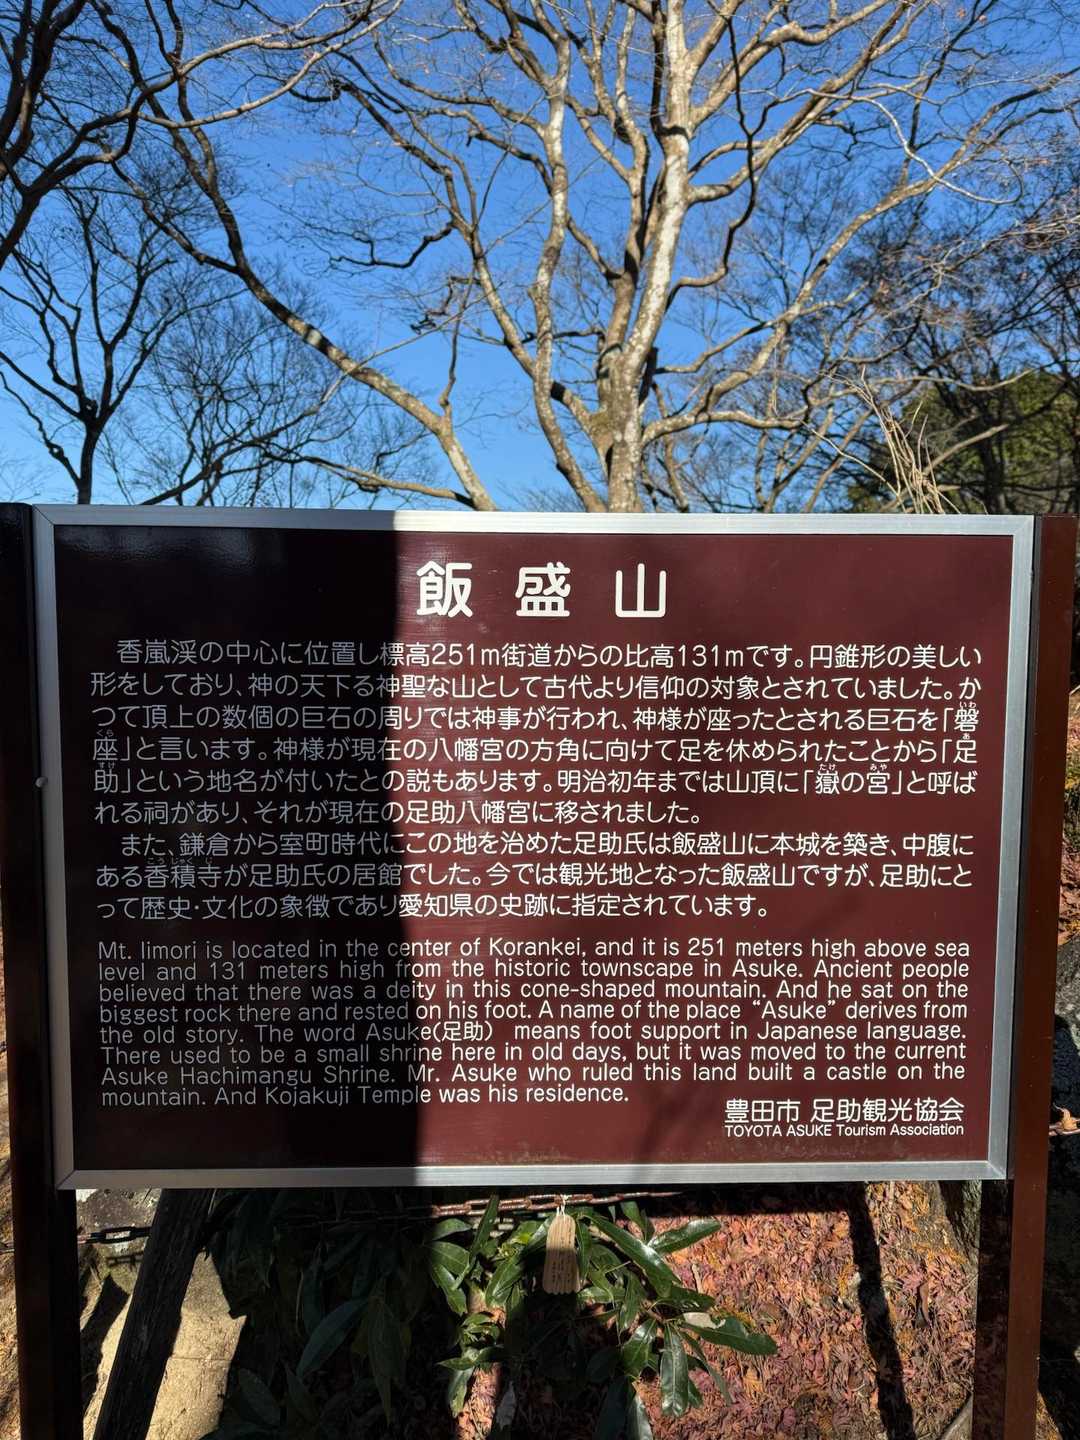 飯盛山
香嵐渓の中心に位置し標高251m街道からの比高131mです。円錐形の美しい
形をしており、神の天下る神聖な山として古代より信仰の対象とされていました。か
つて頂上の数個の巨石の周りでは神事が行われ、神様が座ったとされる巨石を「磐
座」と言います。神様が現在の八幡宮の方角に向けて足を休められたことから「足
助」という地名が付いたとの説もあります。明治初年までは山頂に「嶽の宮」と呼ば
れる祠があり、それが現在の足助八幡宮に移されました。
また、鎌倉から室町時代にこの地を治めた足助氏は飯盛山に本城を築き、中腹に
ある香積寺が足助氏の居館でした。今では観光地となった飯盛山ですが、足助にと
って歴史・文化の象徴であり愛知県の史跡に指定されています。
Mt. Iimori is located in the center of Korankei, and it is 251 meters high above sea
level and 131 meters high from the historic townscape in Asuke. Ancient people
believed that there was a deity in this cone-shaped mountain. And he sat on the
biggest rock there and rested on his foot. A name of the place “Asuke” derives from
the old story. The word Asuke(足助) means foot support in Japanese language.
There used to be a small shrine here in old days, but it was moved to the current
Asuke Hachimangu Shrine. Mr. Asuke who ruled this land built a castle on the
mountain. And Kojakuji Temple was his residence.
豊田市 足助観光協会
TOYOTA ASUKE Tourism Association